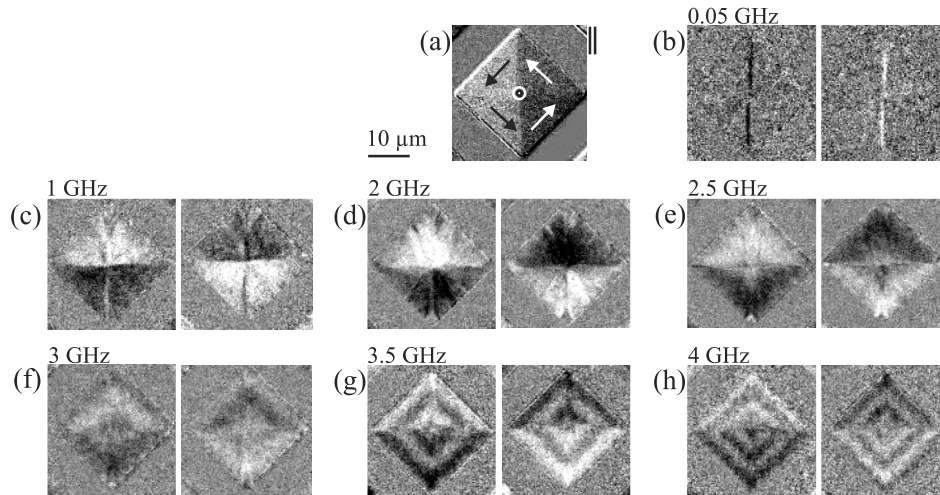 0.05 GHz
(a)
(b)
10 µm
1 GHz
2 GHz
2.5 GHz
(c)
(d)
(e)
3 GHz
3.5 GHz
4 GHz
(f)
(g)
(h)